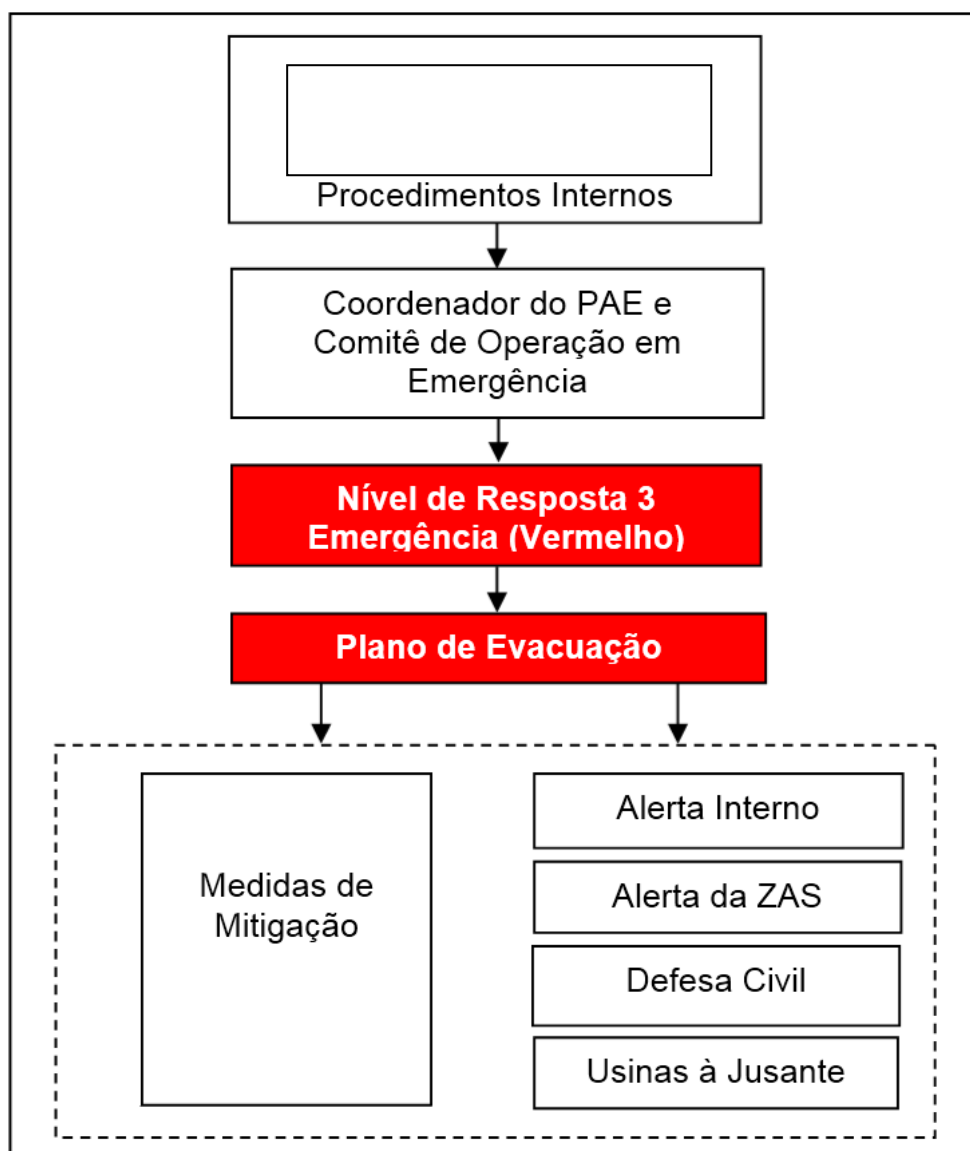 Procedimentos Internos
Coordenador do PAE e
Comitê de Operação em
Emergência
Nível de Resposta 3
Emergência (Vermelho)
Plano de Evacuação
Medidas de
Mitigação
Alerta Interno
Alerta da ZAS
Defesa Civil
Usinas à Jusante